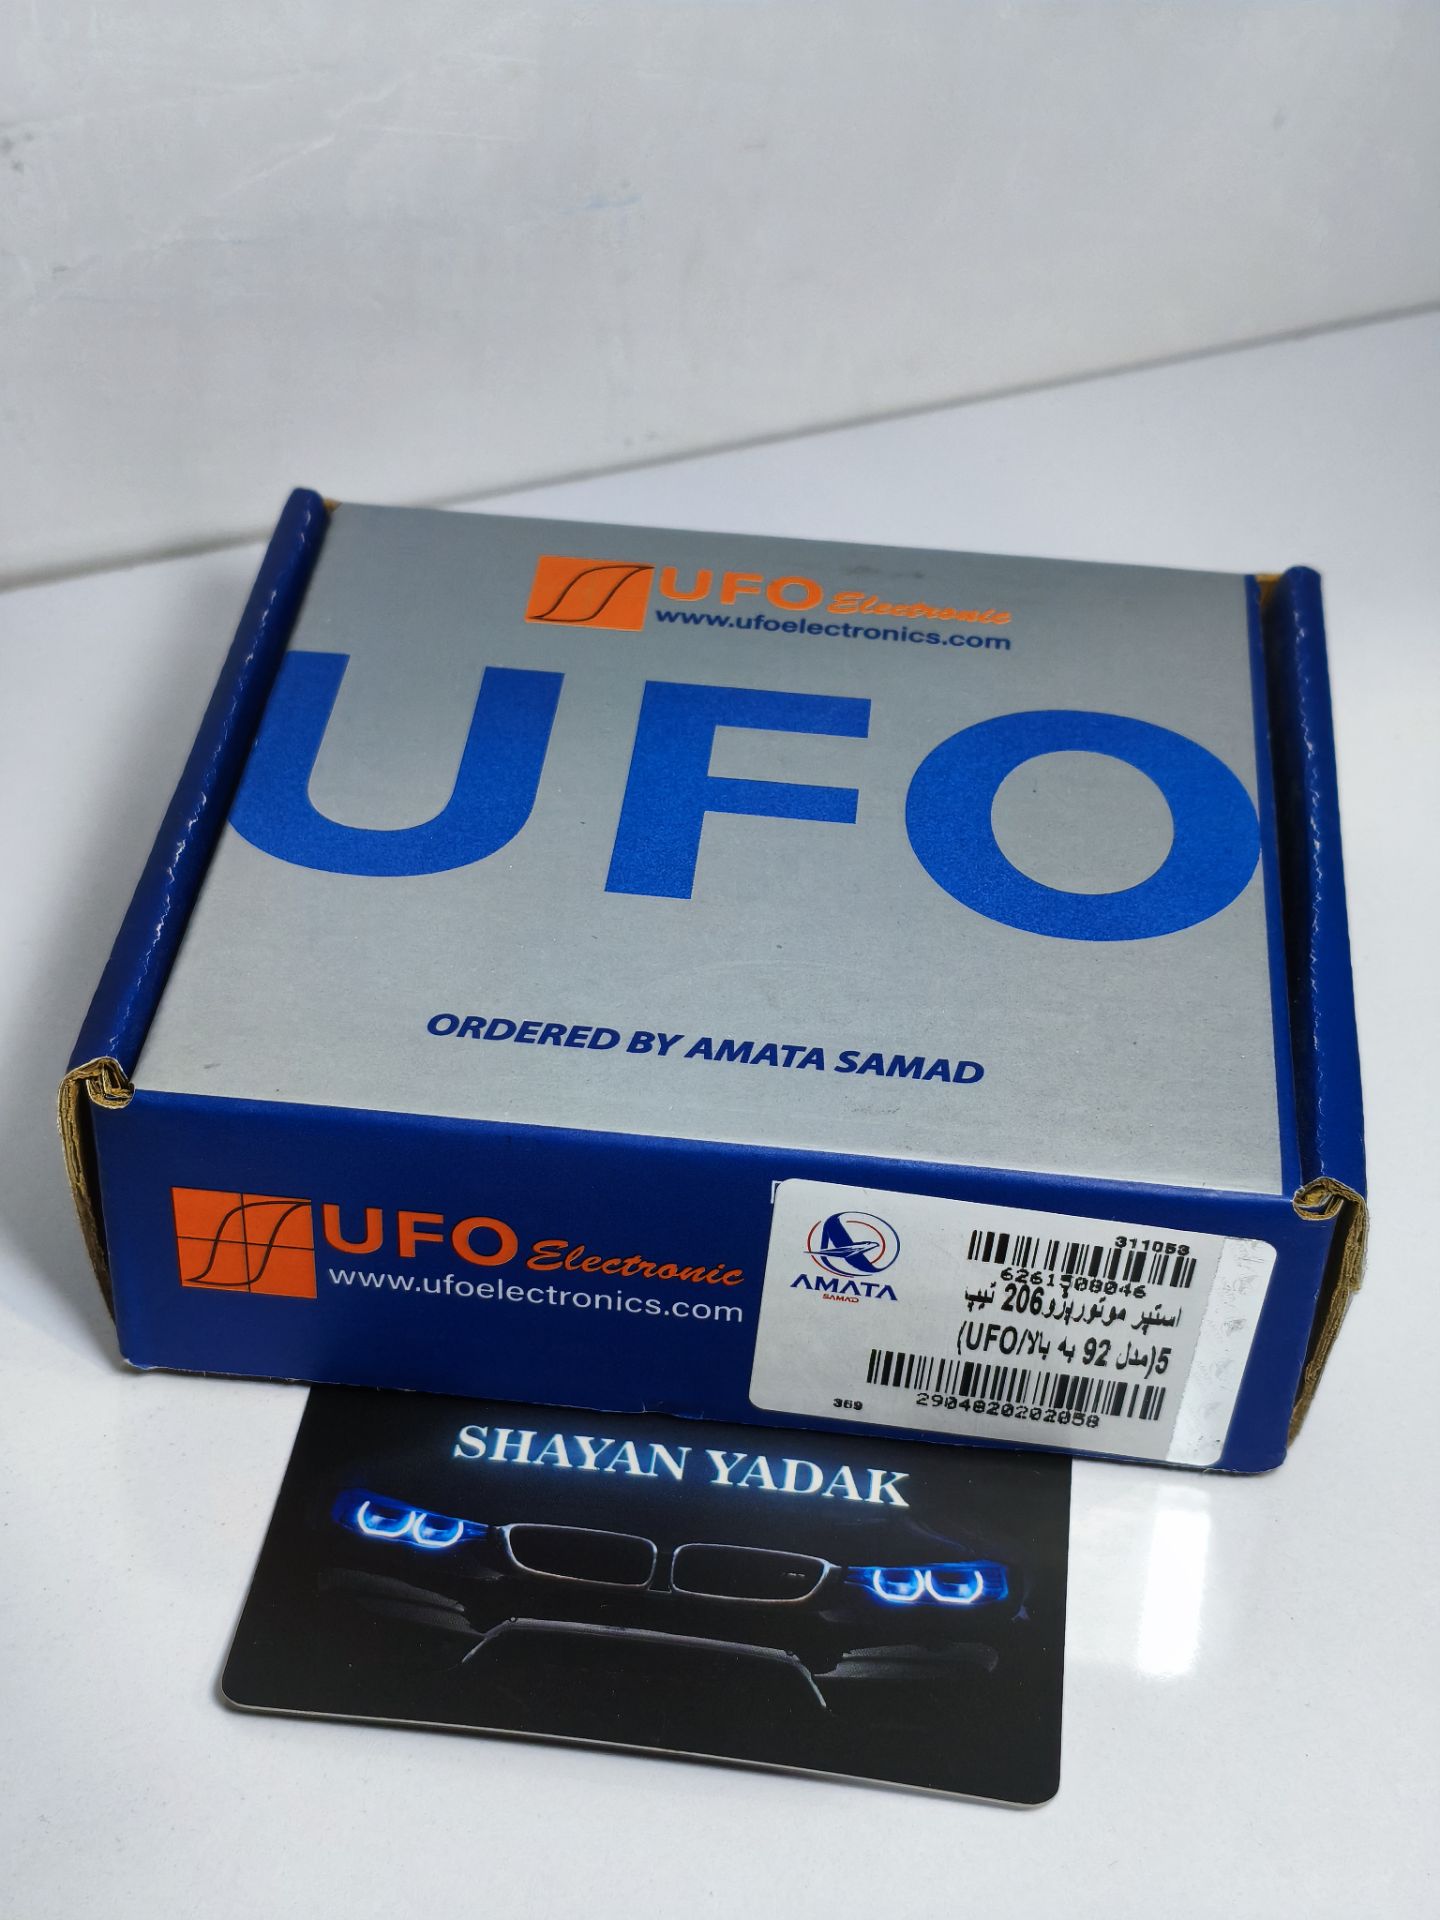 UFO Electronic
www.ufoelectronics.com
UFO
ORDERED BY AMATA SAMAD
UFO Electronic
www.ufoelectronics.com
AMATA
SAMAD
311053
6261508046
استپر موتورپژو206 تیپ
5(مدل 92 به بالا/UFO)
2904820202058
369
SHAYAN YADAK